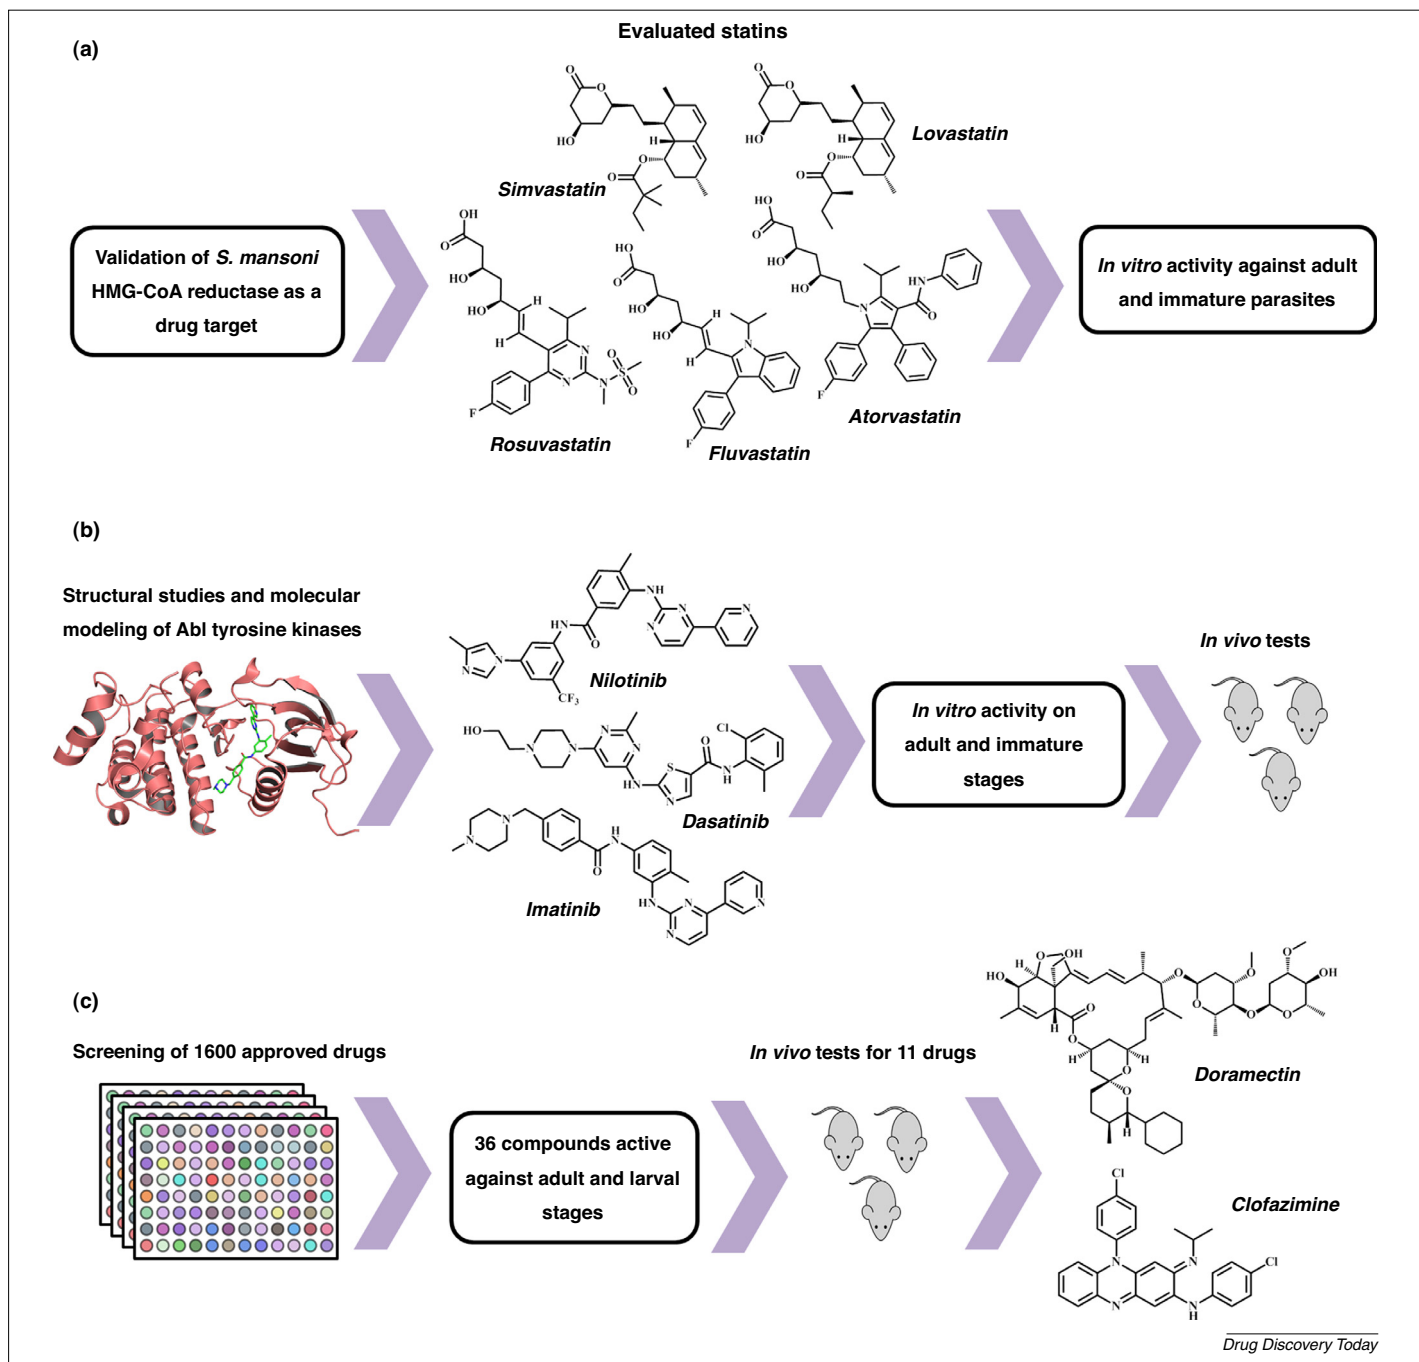 (a)
Evaluated statins
Simvastatin
Lovastatin
Validation of S. mansoni
HMG-CoA reductase as a
drug target
Rosuvastatin
Fluvastatin
Atorvastatin
In vitro activity against adult
and immature parasites
(b)
Structural studies and molecular
modeling of Abl tyrosine kinases
Nilotinib
Dasatinib
Imatinib
In vitro activity on
adult and immature
stages
In vivo tests
(c)
Screening of 1600 approved drugs
36 compounds active
against adult and larval
stages
In vivo tests for 11 drugs
Doramectin
Clofazimine
Drug Discovery Today